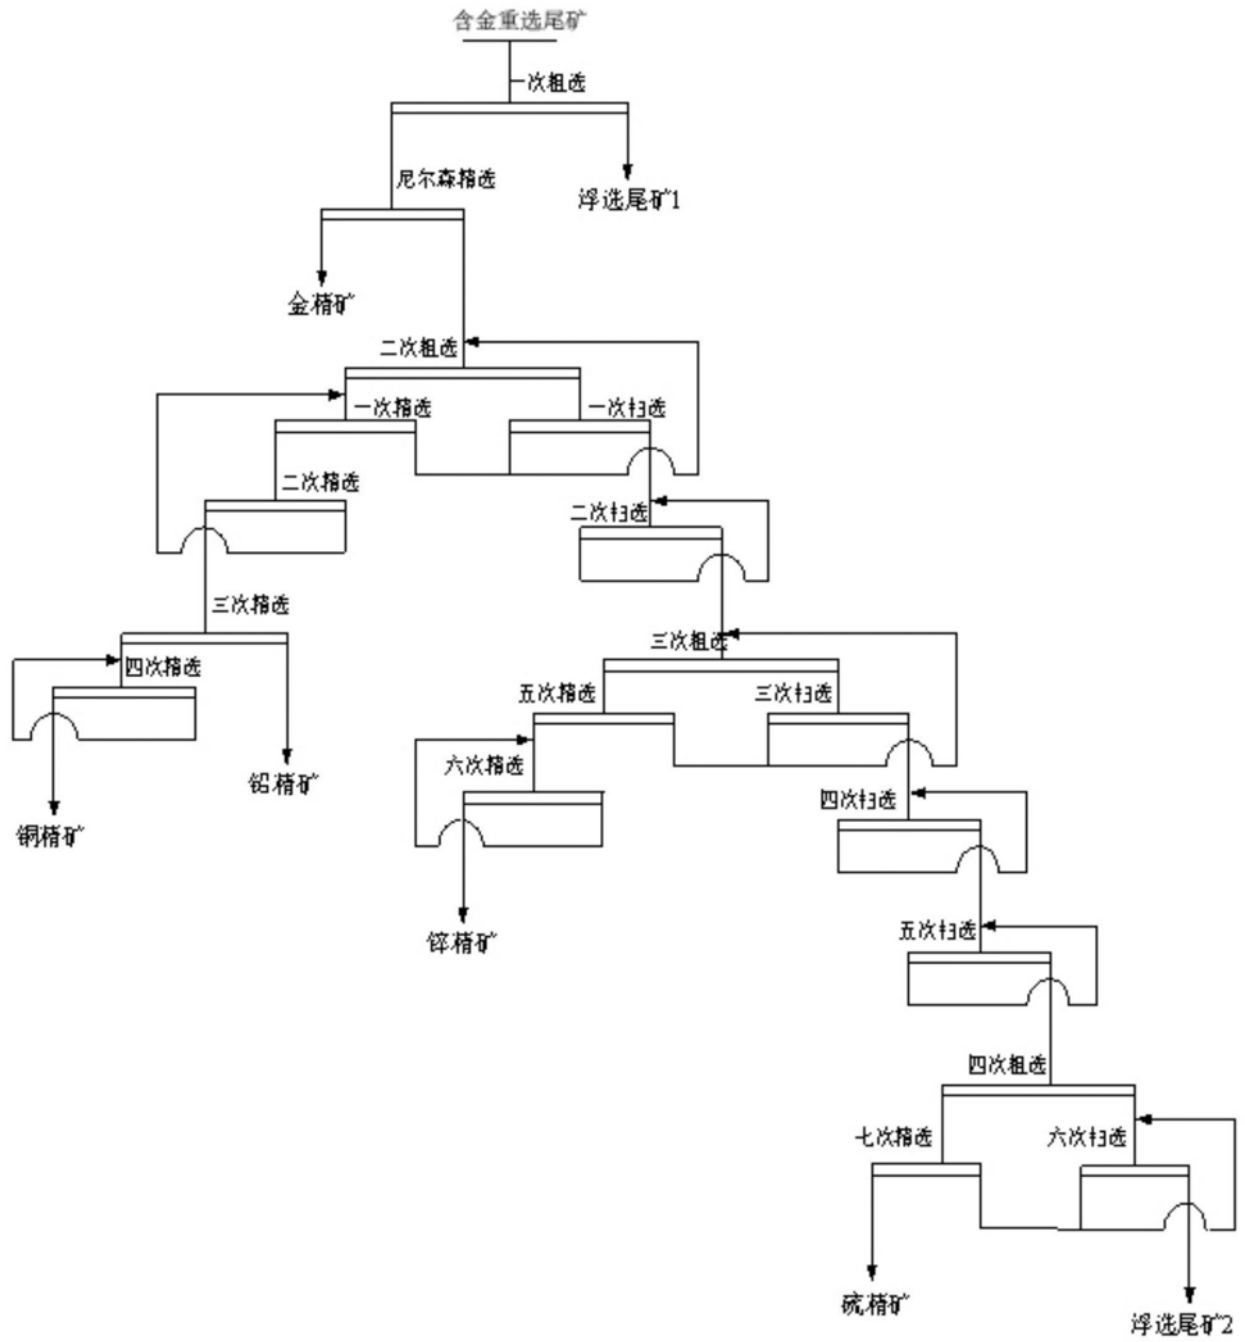 含金重选尾矿
一次粗选
尼尔森精选
浮选尾矿1
金精矿
二次粗选
一次精选
一次扫选
二次精选
二次扫选
三次精选
三次粗选
四次精选
五次精选
三次扫选
六次精选
铅精矿
四次扫选
铜精矿
五次扫选
锌精矿
四次粗选
七次精选
六次扫选
硫精矿
浮选尾矿2